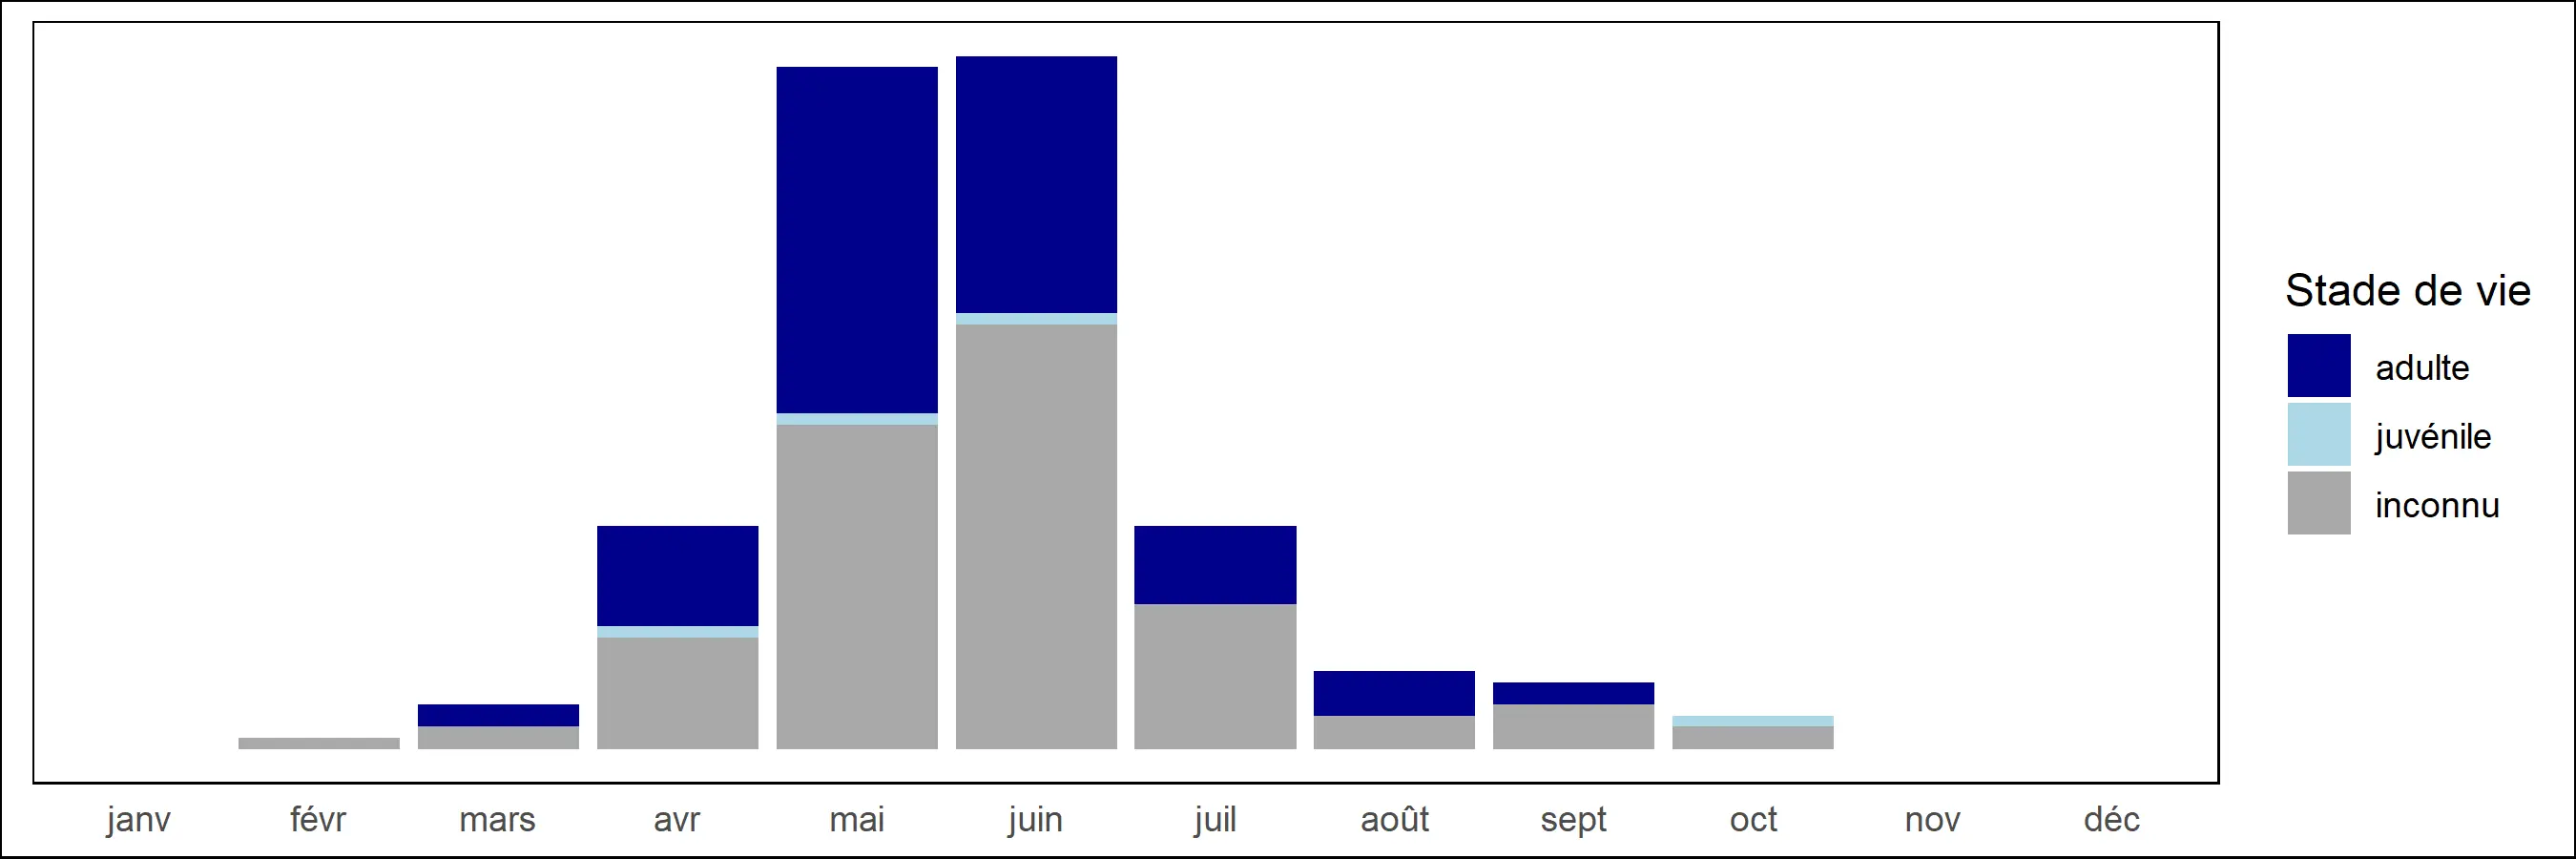 Stade de vie
adulte
juvénile
inconnu
janv févr mars avr mai juin juil août sept oct nov déc